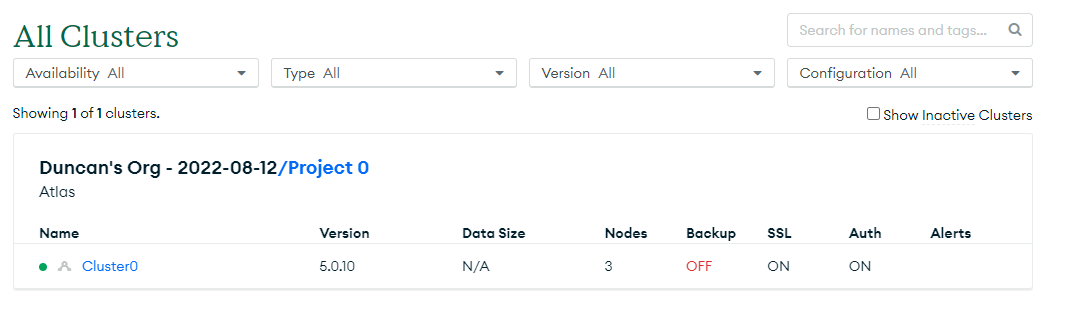 All Clusters
Search for names and tags...
Availability All
Type All
Version All
Configuration All
Showing 1 of 1 clusters.
Show Inactive Clusters
Duncan's Org - 2022-08-12/Project 0
Atlas
Name Version Data Size Nodes Backup SSL Auth Alerts
Cluster0 5.0.10 N/A 3 OFF ON ON